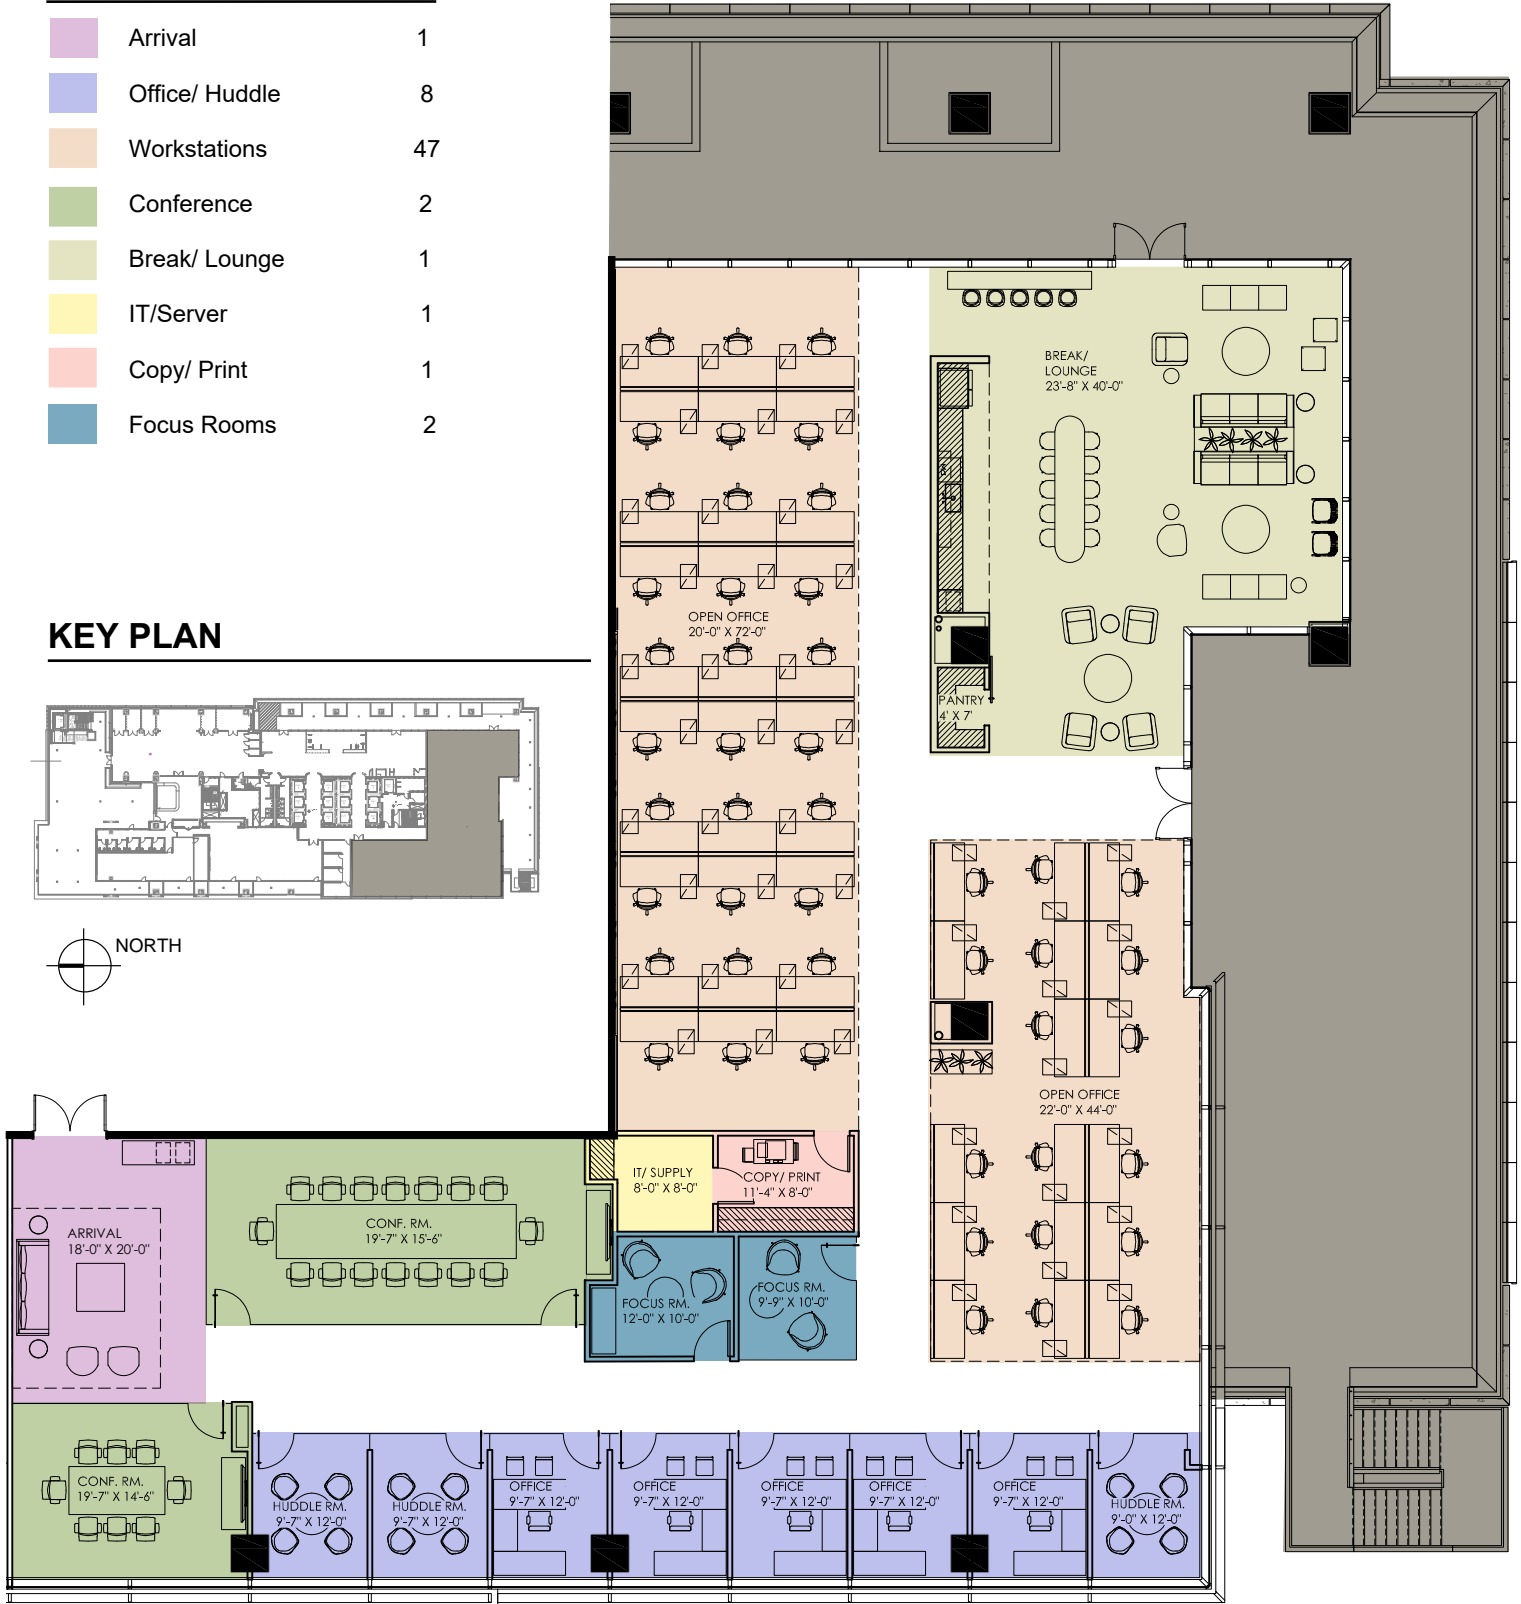 Arrival 1
Office/ Huddle 8
Workstations 47
Conference 2
Break/ Lounge 1
IT/Server 1
Copy/ Print 1
Focus Rooms 2
KEY PLAN
NORTH
BREAK/
LOUNGE
23'-8" X 40'-0"
OPEN OFFICE
20'-0" X 72'-0"
PANTRY
4' X 7'
OPEN OFFICE
22'-0" X 44'-0"
IT/ SUPPLY
8'-0" X 8'-0"
COPY/ PRINT
11'-4" X 8'-0"
ARRIVAL
18'-0" X 20'-0"
CONF. RM.
19'-7" X 15'-6"
FOCUS RM.
12'-0" X 10'-0"
FOCUS RM.
9'-9" X 10'-0"
CONF. RM.
19'-7" X 14'-6"
HUDDLE RM.
9'-7" X 12'-0"
HUDDLE RM.
9'-7" X 12'-0"
OFFICE
9'-7" X 12'-0"
OFFICE
9'-7" X 12'-0"
OFFICE
9'-7" X 12'-0"
OFFICE
9'-7" X 12'-0"
OFFICE
9'-7" X 12'-0"
HUDDLE RM.
9'-0" X 12'-0"